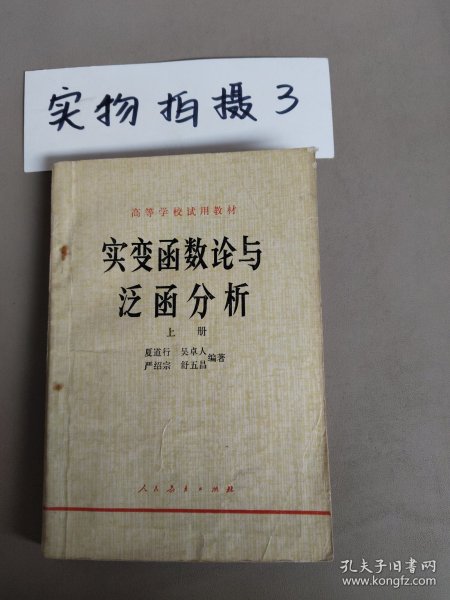 实物拍摄3
高等学校试用教材
实变函数论与
泛函分析
上册
夏道行 吴卓人
严绍宗 舒五昌 编著
人民教育出版社
孔夫子旧书网
www.kongfz.com